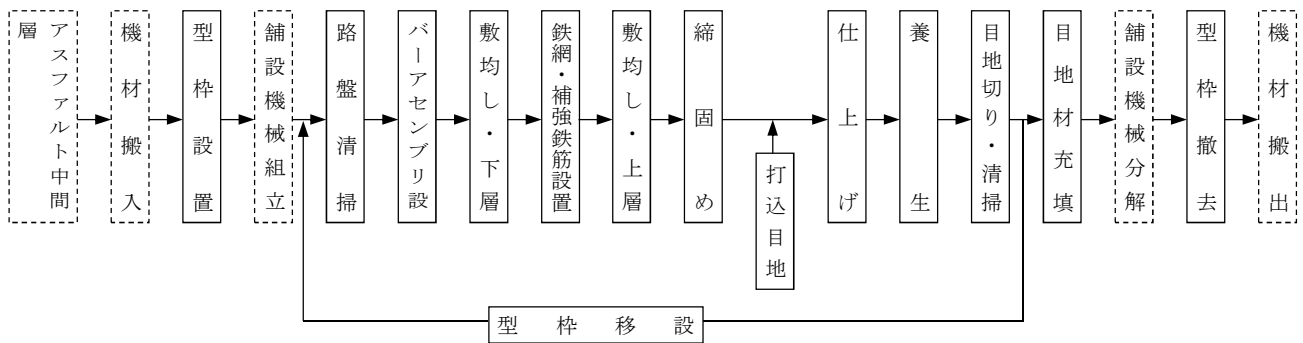 アスファルト中間
層
機材搬入
型枠設置
舗設機械組立
路盤清掃
バーアセンブリ設
敷均し・下層
鉄網・補強鉄筋設置
敷均し・上層
締固め
打込目地
仕上げ
養生
目地切り・清掃
目地材充填
舗設機械分解
型枠撤去
機材搬出
型枠移設